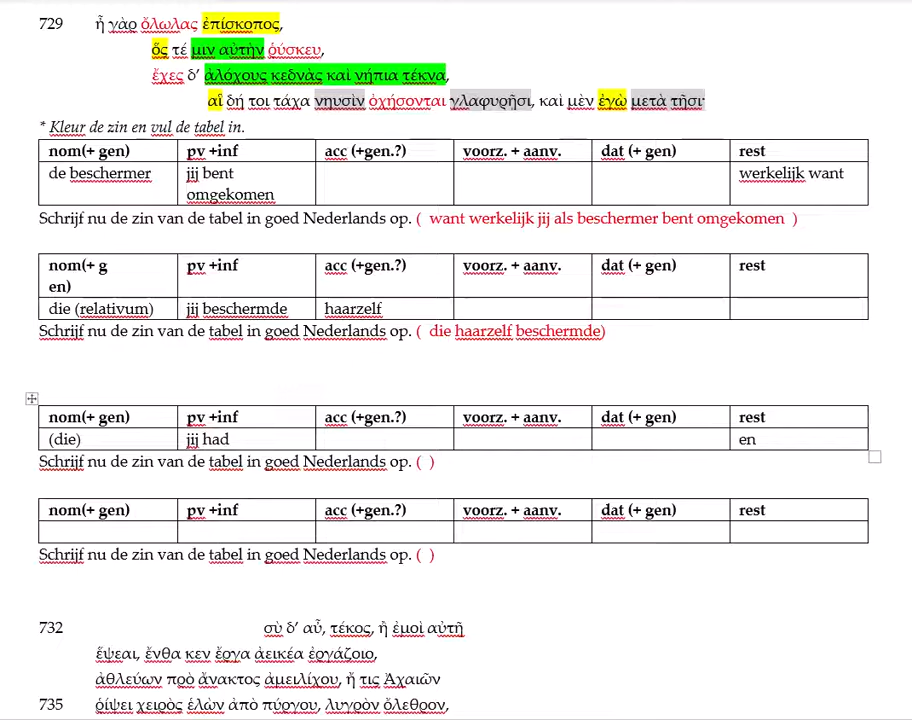 729 ἦ γὰρ ὄλωλας ἐπίσκοπος,
ὅς τέ μιν αὐτὴν ῥύσκευ,
ἔχες δ’ ἀλόχους κεδνὰς καὶ νήπια τέκνα,
αἳ δή τοι τάχα νηυσὶν ὀχήσονται γλαφυρῇσι, καὶ μὲν ἐγὼ μετὰ τῇσι·
* Kleur de zin en vul de tabel in.
nom(+ gen) pv +inf acc (+gen.?) voorz. + aanv. dat (+ gen) rest
de beschermer jij bent werkelijk want
omgekomen
Schrijf nu de zin van de tabel in goed Nederlands op. ( want werkelijk jij als beschermer bent omgekomen )
nom(+ g pv +inf acc (+gen.?) voorz. + aanv. dat (+ gen) rest
en)
die (relativum) jij beschermde haarzelf
Schrijf nu de zin van de tabel in goed Nederlands op. ( die haarzelf beschermde)
nom(+ gen) pv +inf acc (+gen.?) voorz. + aanv. dat (+ gen) rest
(die) jij had en
Schrijf nu de zin van de tabel in goed Nederlands op. ( )
nom(+ gen) pv +inf acc (+gen.?) voorz. + aanv. dat (+ gen) rest
Schrijf nu de zin van de tabel in goed Nederlands op. ( )
732 σὺ δ’ αὖ, τέκος, ἢ ἐμοὶ αὐτῇ
ἕψεαι, ἔνθα κεν ἔργα ἀεικέα ἐργάζοιο,
ἀθλεύων πρὸ ἄνακτος ἀμειλίχου, ἤ τις Ἀχαιῶν
735 ῥίψει χειρὸς ἑλὼν ἀπὸ πύργου, λυγρὸν ὄλεθρον,